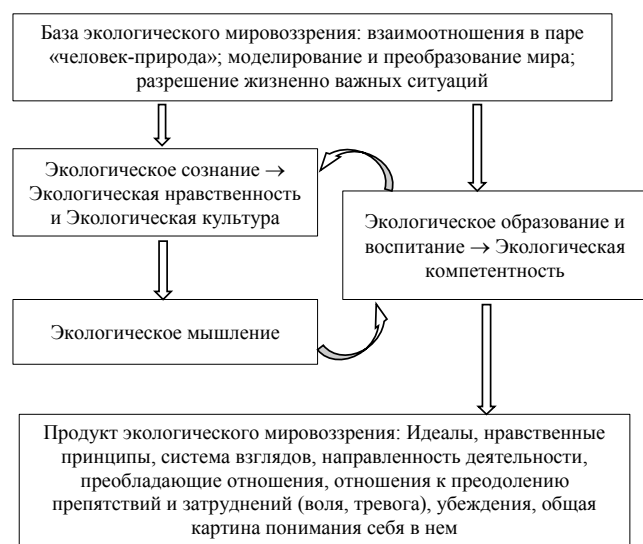 База экологического мировоззрения: взаимоотношения в паре
«человек-природа»; моделирование и преобразование мира;
разрешение жизненно важных ситуаций
Экологическое сознание →
Экологическая нравственность
и Экологическая культура
Экологическое образование и
воспитание → Экологическая
компетентность
Экологическое мышление
Продукт экологического мировоззрения: Идеалы, нравственные
принципы, система взглядов, направленность деятельности,
преобладающие отношения, отношения к преодолению
препятствий и затруднений (воля, тревога), убеждения, общая
картина понимания себя в нем